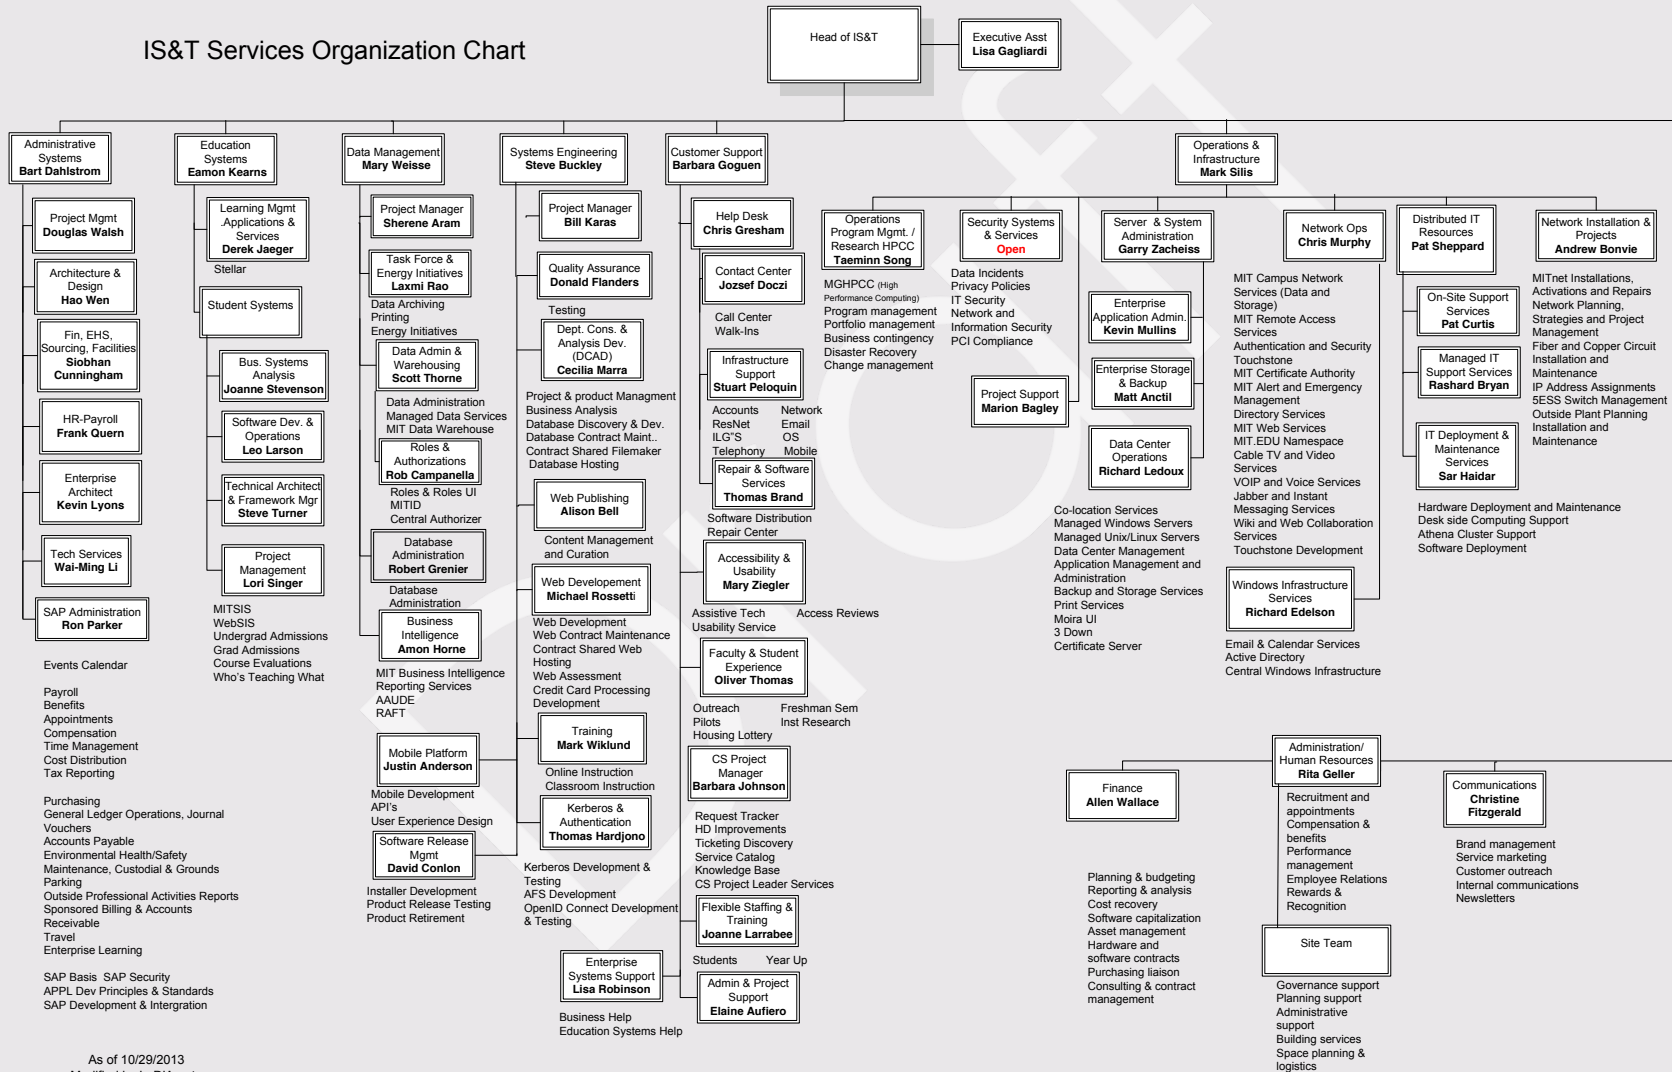 IS&T Services Organization Chart
Head of IS&T
Executive Asst
Lisa Gagliardi
Administrative
Systems
Bart Dahlstrom
Project Mgmt
Douglas Walsh
Architecture &
Design
Hao Wen
Fin, EHS,
Sourcing, Facilities
Siobhan
Cunningham
HR-Payroll
Frank Quern
Enterprise
Architect
Kevin Lyons
Tech Services
Wai-Ming Li
SAP Administration
Ron Parker
Events Calendar
Payroll
Benefits
Appointments
Compensation
Time Management
Cost Distribution
Tax Reporting
Purchasing
General Ledger Operations, Journal
Vouchers
Accounts Payable
Environmental Health/Safety
Maintenance, Custodial & Grounds
Parking
Outside Professional Activities Reports
Sponsored Billing & Accounts
Receivable
Travel
Enterprise Learning
SAP Basis SAP Security
APPL Dev Principles & Standards
SAP Development & Intergration
As of 10/29/2013
Education
Systems
Eamon Kearns
Learning Mgmt
.Applications &
Services
Derek Jaeger
Stellar
Student Systems
Bus. Systems
Analysis
Joanne Stevenson
Software Dev. &
Operations
Leo Larson
Technical Architect
& Framework Mgr
Steve Turner
Project
Management
Lori Singer
MITSIS
WebSIS
Undergrad Admissions
Grad Admissions
Course Evaluations
Who's Teaching What
Data Management
Mary Weisse
Project Manager
Sherene Aram
Task Force &
Energy Initiatives
Laxmi Rao
Data Archiving
Printing
Energy Initiatives
Data Admin &
Warehousing
Scott Thorne
Data Administration
Managed Data Services
MIT Data Warehouse
Roles &
Authorizations
Rob Campanella
Roles & Roles UI
MITID
Central Authorizer
Database
Administration
Robert Grenier
Database
Administration
Business
Intelligence
Amon Horne
MIT Business Intelligence
Reporting Services
AAUDE
RAFT
Mobile Platform
Justin Anderson
Mobile Development
API's
User Experience Design
Software Release
Mgmt
David Conlon
Installer Development
Product Release Testing
Product Retirement
Systems Engineering
Steve Buckley
Project Manager
Bill Karas
Quality Assurance
Donald Flanders
Testing
Dept. Cons. &
Analysis Dev.
(DCAD)
Cecilia Marra
Project & product Managment
Business Analysis
Database Discovery & Dev.
Database Contract Maint..
Contract Shared Filemaker
Database Hosting
Web Publishing
Alison Bell
Content Management
and Curation
Web Developement
Michael Rossetti
Web Development
Web Contract Maintenance
Contract Shared Web
Hosting
Web Assessment
Credit Card Processing
Development
Training
Mark Wiklund
Online Instruction
Classroom Instruction
Kerberos &
Authentication
Thomas Hardjono
Kerberos Development &
Testing
AFS Development
OpenID Connect Development
& Testing
Customer Support
Barbara Goguen
Help Desk
Chris Gresham
Contact Center
Jozsef Doczi
Call Center
Walk-Ins
Infrastructure
Support
Stuart Peloquin
Accounts Network
ResNet Email
ILG"S OS
Telephony Mobile
Repair & Software
Services
Thomas Brand
Software Distribution
Repair Center
Accessibility &
Usability
Mary Ziegler
Assistive Tech Access Reviews
Usability Service
Faculty & Student
Experience
Oliver Thomas
Outreach Freshman Sem
Pilots Inst Research
Housing Lottery
CS Project
Manager
Barbara Johnson
Request Tracker
HD Improvements
Ticketing Discovery
Service Catalog
Knowledge Base
CS Project Leader Services
Flexible Staffing &
Training
Joanne Larrabee
Students Year Up
Enterprise
Systems Support
Lisa Robinson
Business Help
Education Systems Help
Admin & Project
Support
Elaine Aufiero
Operations &
Infrastructure
Mark Silis
Operations
Program Mgmt. /
Research HPCC
Taeminn Song
MGHPCC (High
Performance Computing)
Program management
Portfolio management
Business contingency
Disaster Recovery
Change management
Security Systems
& Services
Open
Data Incidents
Privacy Policies
IT Security
Network and
Information Security
PCI Compliance
Project Support
Marion Bagley
Server & System
Administration
Garry Zacheiss
Enterprise
Application Admin.
Kevin Mullins
Enterprise Storage
& Backup
Matt Anctil
Data Center
Operations
Richard Ledoux
Co-location Services
Managed Windows Servers
Managed Unix/Linux Servers
Data Center Management
Application Management and
Administration
Backup and Storage Services
Print Services
Moira UI
3 Down
Certificate Server
Network Ops
Chris Murphy
MIT Campus Network
Services (Data and
Storage)
MIT Remote Access
Services
Authentication and Security
Touchstone
MIT Certificate Authority
MIT Alert and Emergency
Management
Directory Services
MIT Web Services
MIT.EDU Namespace
Cable TV and Video
Services
VOIP and Voice Services
Jabber and Instant
Messaging Services
Wiki and Web Collaboration
Services
Touchstone Development
Windows Infrastructure
Services
Richard Edelson
Email & Calendar Services
Active Directory
Central Windows Infrastructure
Distributed IT
Resources
Pat Sheppard
On-Site Support
Services
Pat Curtis
Managed IT
Support Services
Rashard Bryan
IT Deployment &
Maintenance
Services
Sar Haidar
Hardware Deployment and Maintenance
Desk side Computing Support
Athena Cluster Support
Software Deployment
Network Installation &
Projects
Andrew Bonvie
MITnet Installations,
Activations and Repairs
Network Planning,
Strategies and Project
Management
Fiber and Copper Circuit
Installation and
Maintenance
IP Address Assignments
5ESS Switch Management
Outside Plant Planning
Installation and
Maintenance
Administration/
Human Resources
Rita Geller
Finance
Allen Wallace
Planning & budgeting
Reporting & analysis
Cost recovery
Software capitalization
Asset management
Hardware and
software contracts
Purchasing liaison
Consulting & contract
management
Recruitment and
appointments
Compensation &
benefits
Performance
management
Employee Relations
Rewards &
Recognition
Site Team
Governance support
Planning support
Administrative
support
Building services
Space planning &
logistics
Communications
Christine
Fitzgerald
Brand management
Service marketing
Customer outreach
Internal communications
Newsletters
Draft